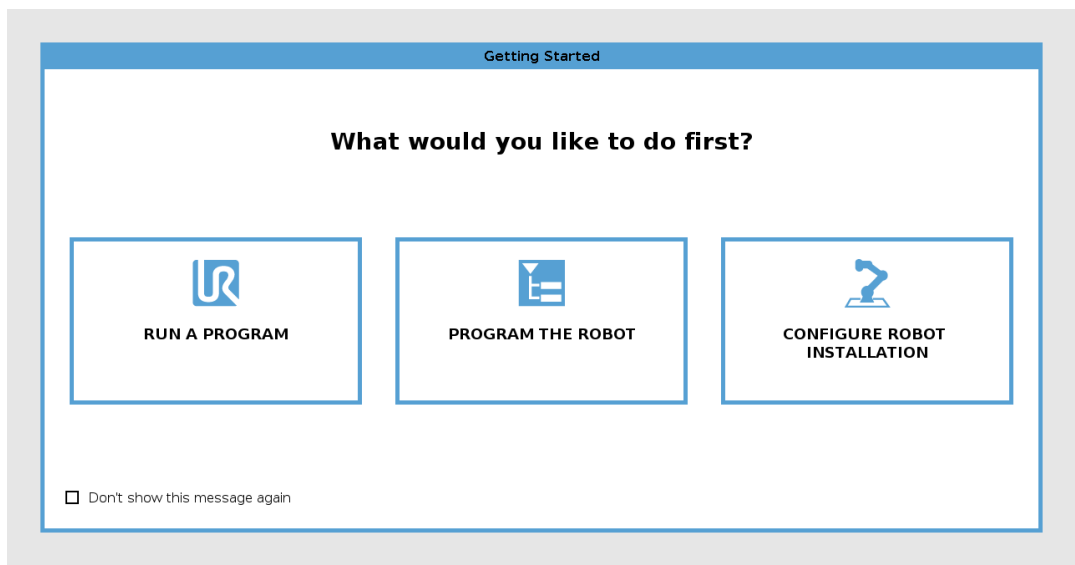 Getting Started
What would you like to do first?
UR
RUN A PROGRAM
PROGRAM THE ROBOT
CONFIGURE ROBOT
INSTALLATION
Don't show this message again